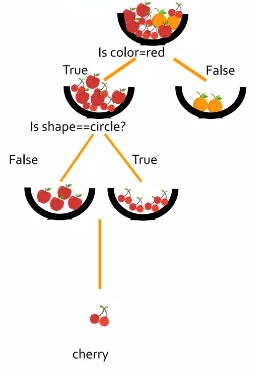 Is color=red
True
False
Is shape==circle?
False
True
cherry